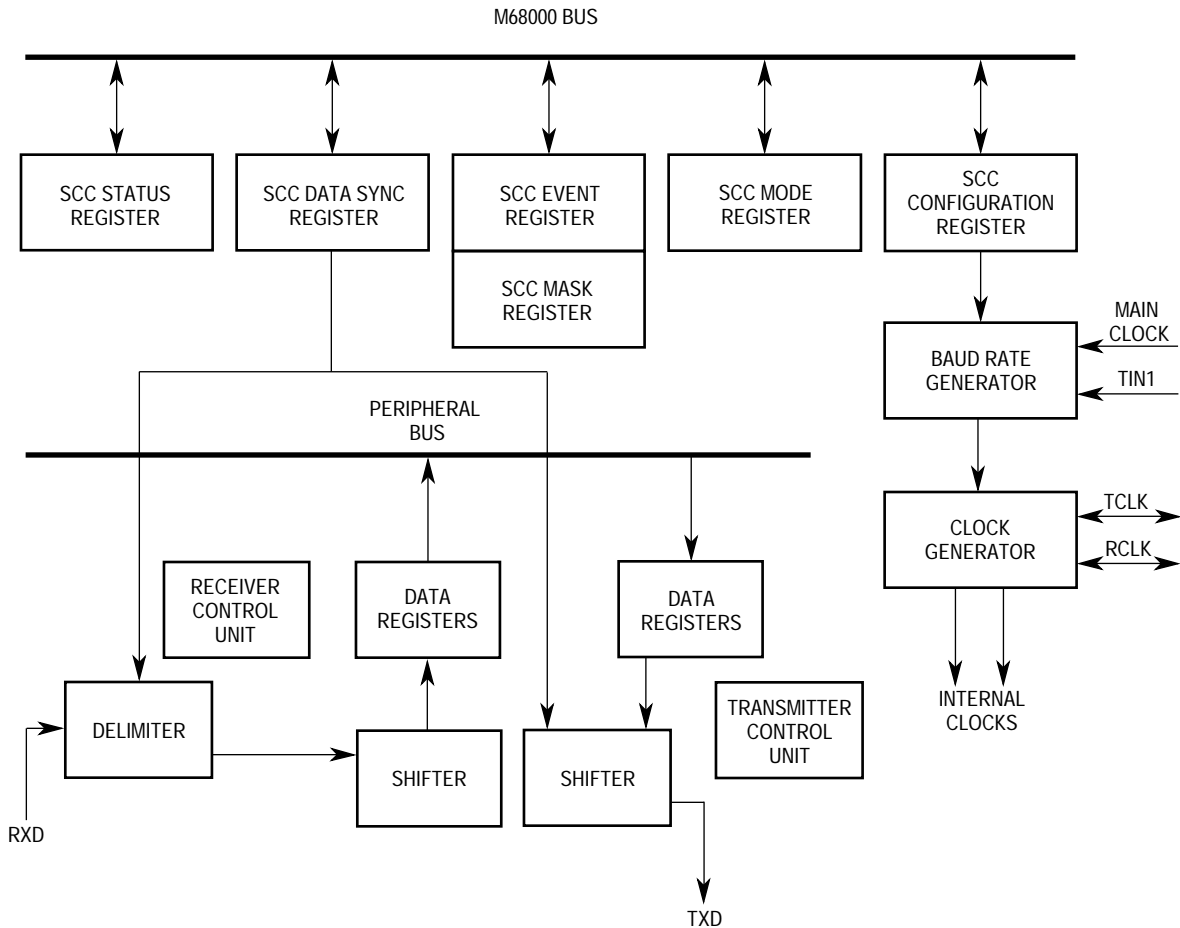 M68000 BUS
SCC STATUS
REGISTER
SCC DATA SYNC
REGISTER
SCC EVENT
REGISTER
SCC MODE
REGISTER
SCC
CONFIGURATION
REGISTER
SCC MASK
REGISTER
MAIN
CLOCK
BAUD RATE
GENERATOR
TIN1
PERIPHERAL
BUS
TCLK
CLOCK
GENERATOR
RCLK
RECEIVER
CONTROL
UNIT
DATA
REGISTERS
DATA
REGISTERS
INTERNAL
CLOCKS
DELIMITER
TRANSMITTER
CONTROL
UNIT
SHIFTER
SHIFTER
RXD
TXD